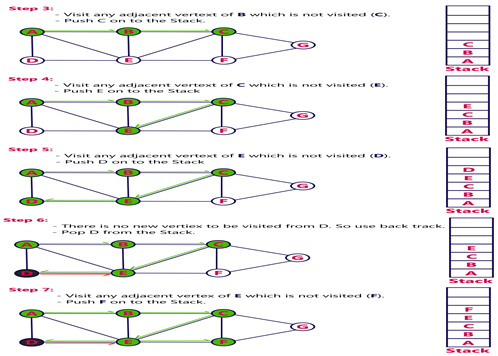 Step 3:
- Visit any adjacent vertext of B which is not visited (C).
- Push C on to the Stack.
A B C
G
D E F
C
B
A
Stack
Step 4:
- Visit any adjacent vertext of C which is not visited (E).
- Push E on to the Stack
A B C
G
D E F
E
C
B
A
Stack
Step 5:
- Visit any adjacent vertext of E which is not visited (D).
- Push D on to the Stack
A B C
G
D E F
D
E
C
B
A
Stack
Step 6:
- There is no new vertiex to be visited from D. So use back track.
- Pop D from the Stack.
A B C
G
D E F
E
C
B
A
Stack
Step 7:
- Visit any adjacent vertex of E which is not visited (F).
- Push F on to the Stack.
A B C
G
D E F
F
E
C
B
A
Stack